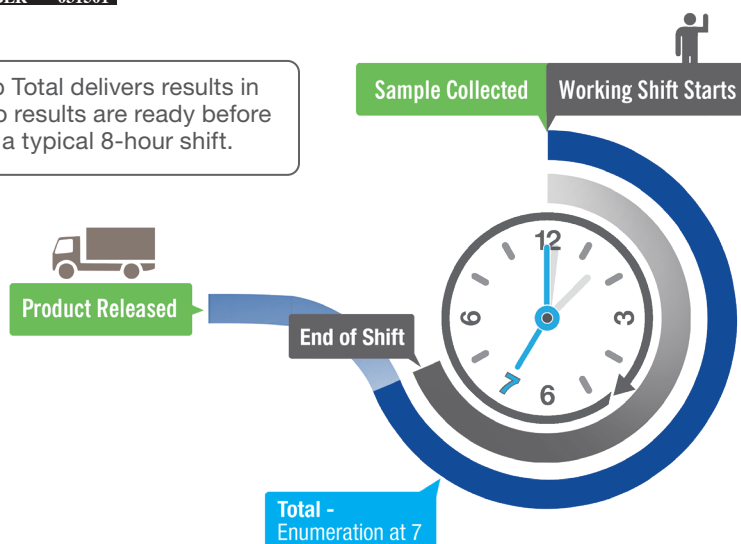 Total delivers results in
results are ready before
a typical 8-hour shift.
Sample Collected
Working Shift Starts
Product Released
End of Shift
12
3
6
7
9
Total -
Enumeration at 7